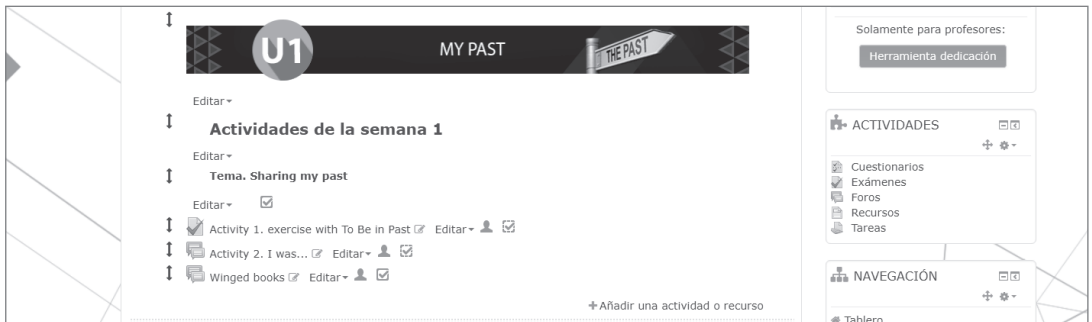 U1 MY PAST THE PAST
Editar
Actividades de la semana 1
Editar
Tema. Sharing my past
Editar
Activity 1. exercise with To Be in Past Editar
Activity 2. I was... Editar
Winged books Editar
+Añadir una actividad o recurso
Solamente para profesores:
Herramienta dedicación
ACTIVIDADES
Cuestionarios
Exámenes
Foros
Recursos
Tareas
NAVEGACIÓN
Tablero